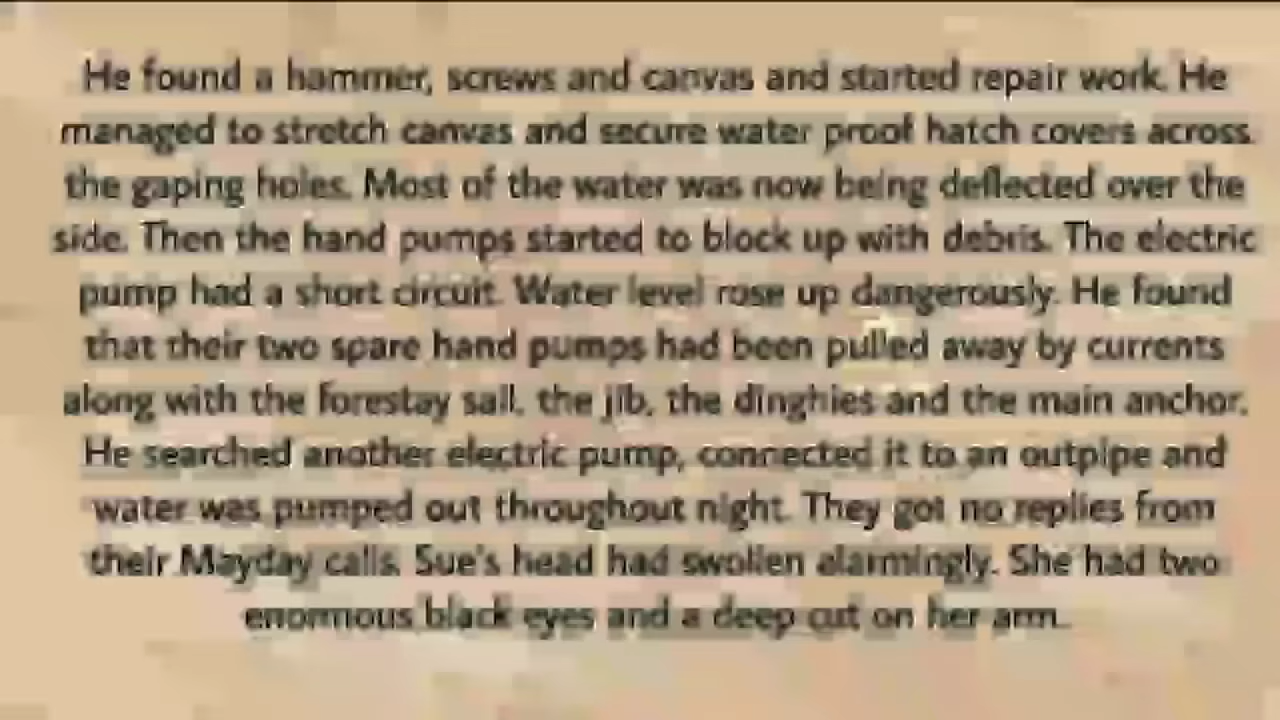 He found a hammer, screws and canvas and started repair work. He
managed to stretch canvas and secure water proof hatch covers across
the gaping holes. Most of the water was now being deflected over the
side. Then the hand pumps started to block up with debris. The electric
pump had a short circuit. Water level rose up dangerously. He found
that their two spare hand pumps had been pulled away by currents
along with the forestay sail, the jib, the dinghies and the main anchor.
He searched another electric pump, connected it to an outpipe and
water was pumped out throughout night. They got no replies from
their Mayday calls. Sue's head had swollen alarmingly. She had two
enormous black eyes and a deep cut on her arm.